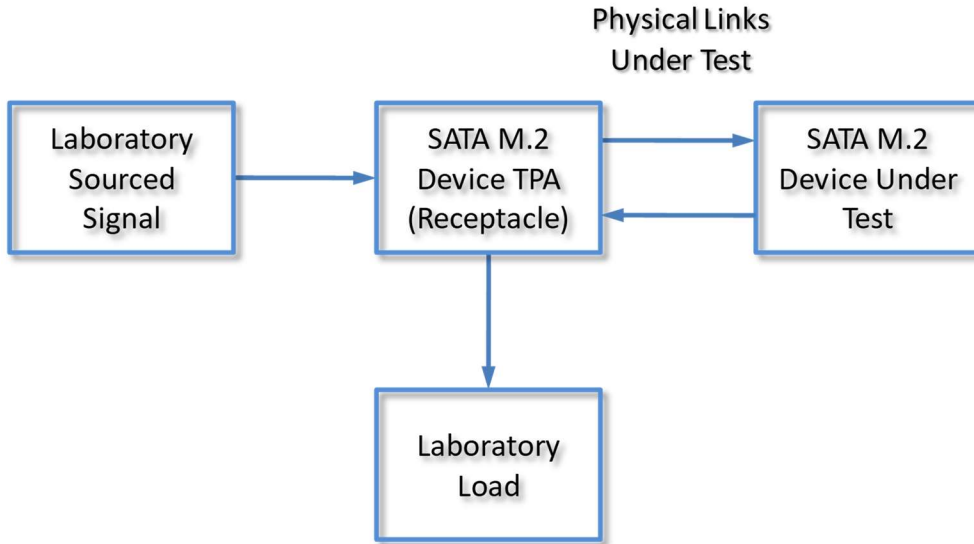 Physical Links
Under Test
Laboratory
Sourced
Signal
SATA M.2
Device TPA
(Receptacle)
SATA M.2
Device Under
Test
Laboratory
Load